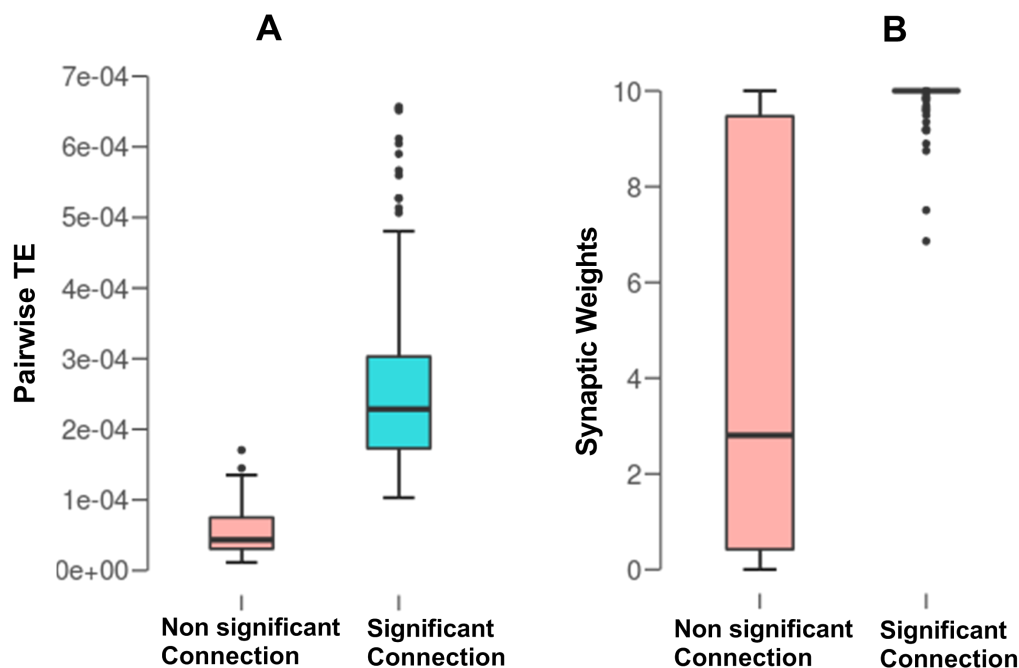 A
B
Pairwise TE
7e-04
6e-04
5e-04
4e-04
3e-04
2e-04
1e-04
0e+00
Non significant
Connection
Significant
Connection
Synaptic Weights
10
8
6
4
2
0
Non significant
Connection
Significant
Connection